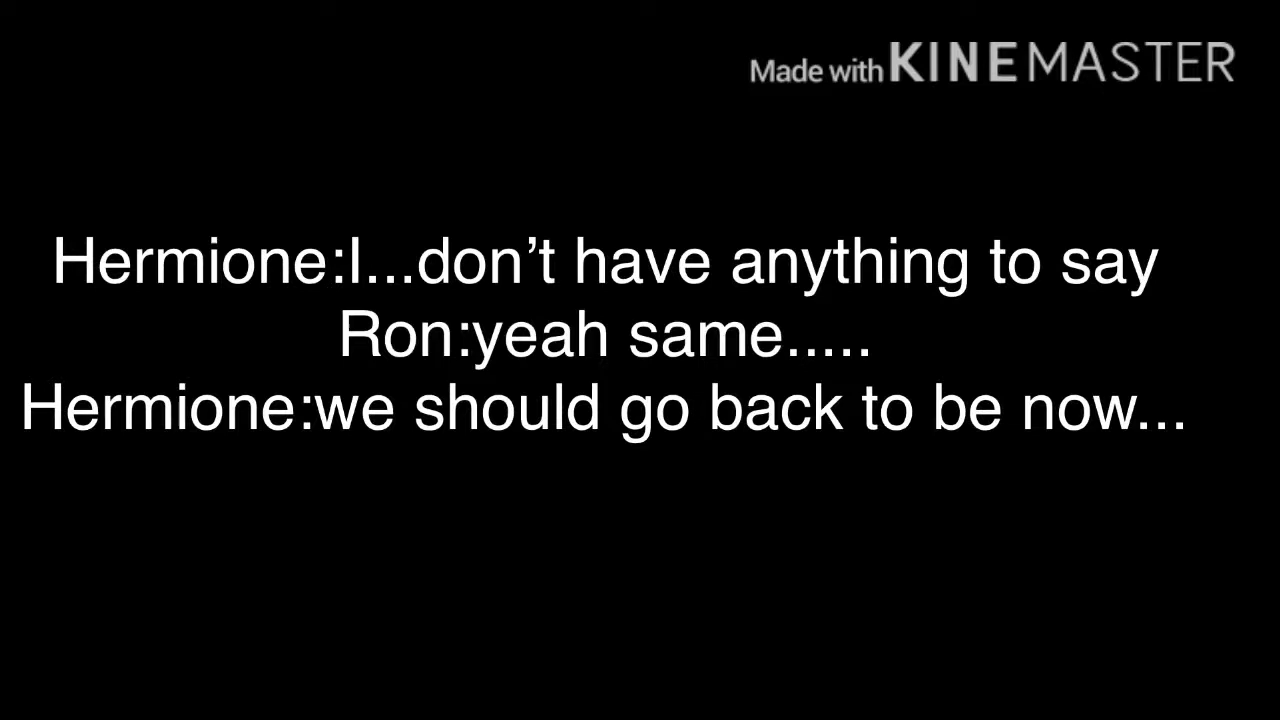 Made with KINEMASTER
Hermione:I...don’t have anything to say
Ron:yeah same.....
Hermione:we should go back to be now...